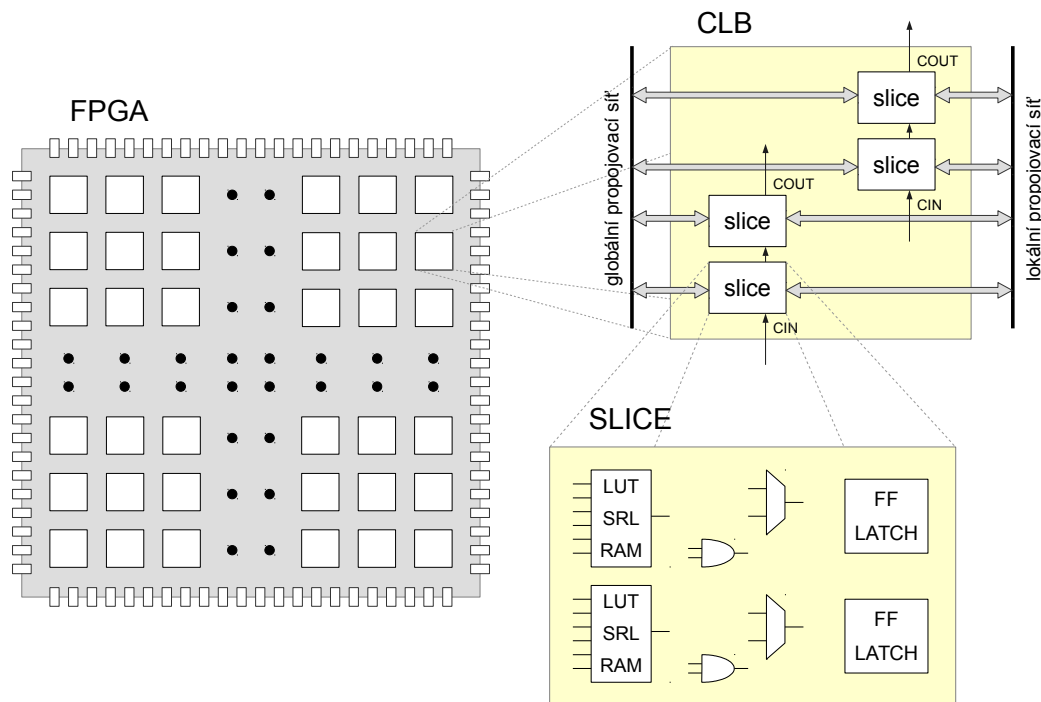 FPGA
CLB
globální propojovací síť
lokální propoiovací síť
COUT
slice
slice
CIN
COUT
slice
slice
CIN
SLICE
LUT
SRL
RAM
FF
LATCH
LUT
SRL
RAM
FF
LATCH